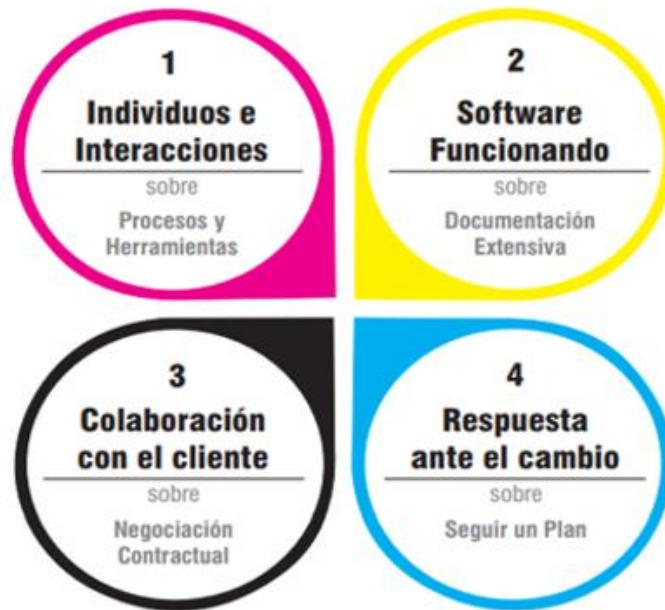 1
Individuos e
Interacciones
sobre
Procesos y
Herramientas
2
Software
Funcionando
sobre
Documentación
Extensiva
3
Colaboración
con el cliente
sobre
Negociación
Contractual
4
Respuesta
ante el cambio
sobre
Seguir un Plan